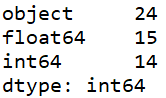 object     24
float64    15
int64      14
dtype: int64